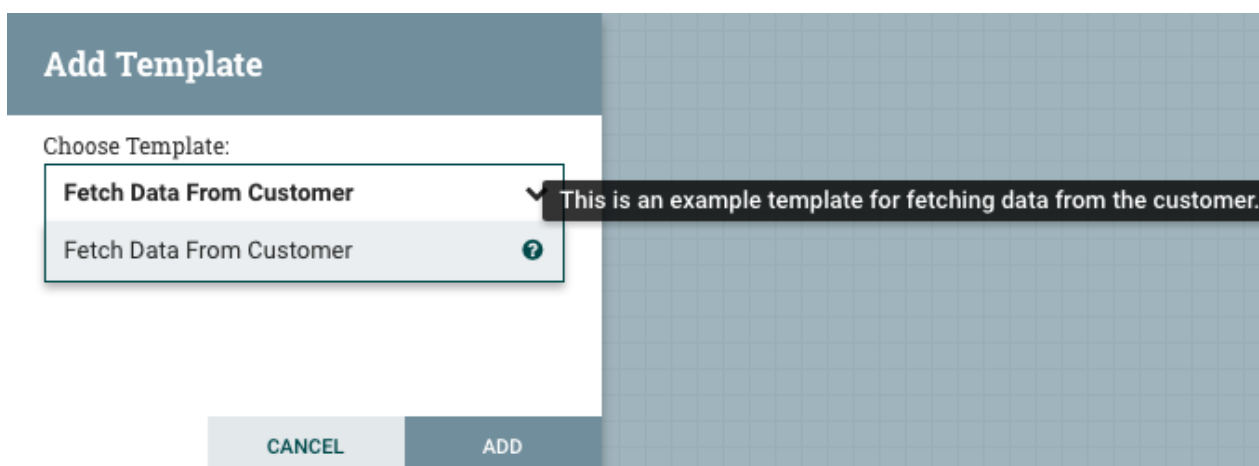 Add Template
Choose Template:
Fetch Data From Customer
This is an example template for fetching data from the customer.
Fetch Data From Customer
CANCEL
ADD